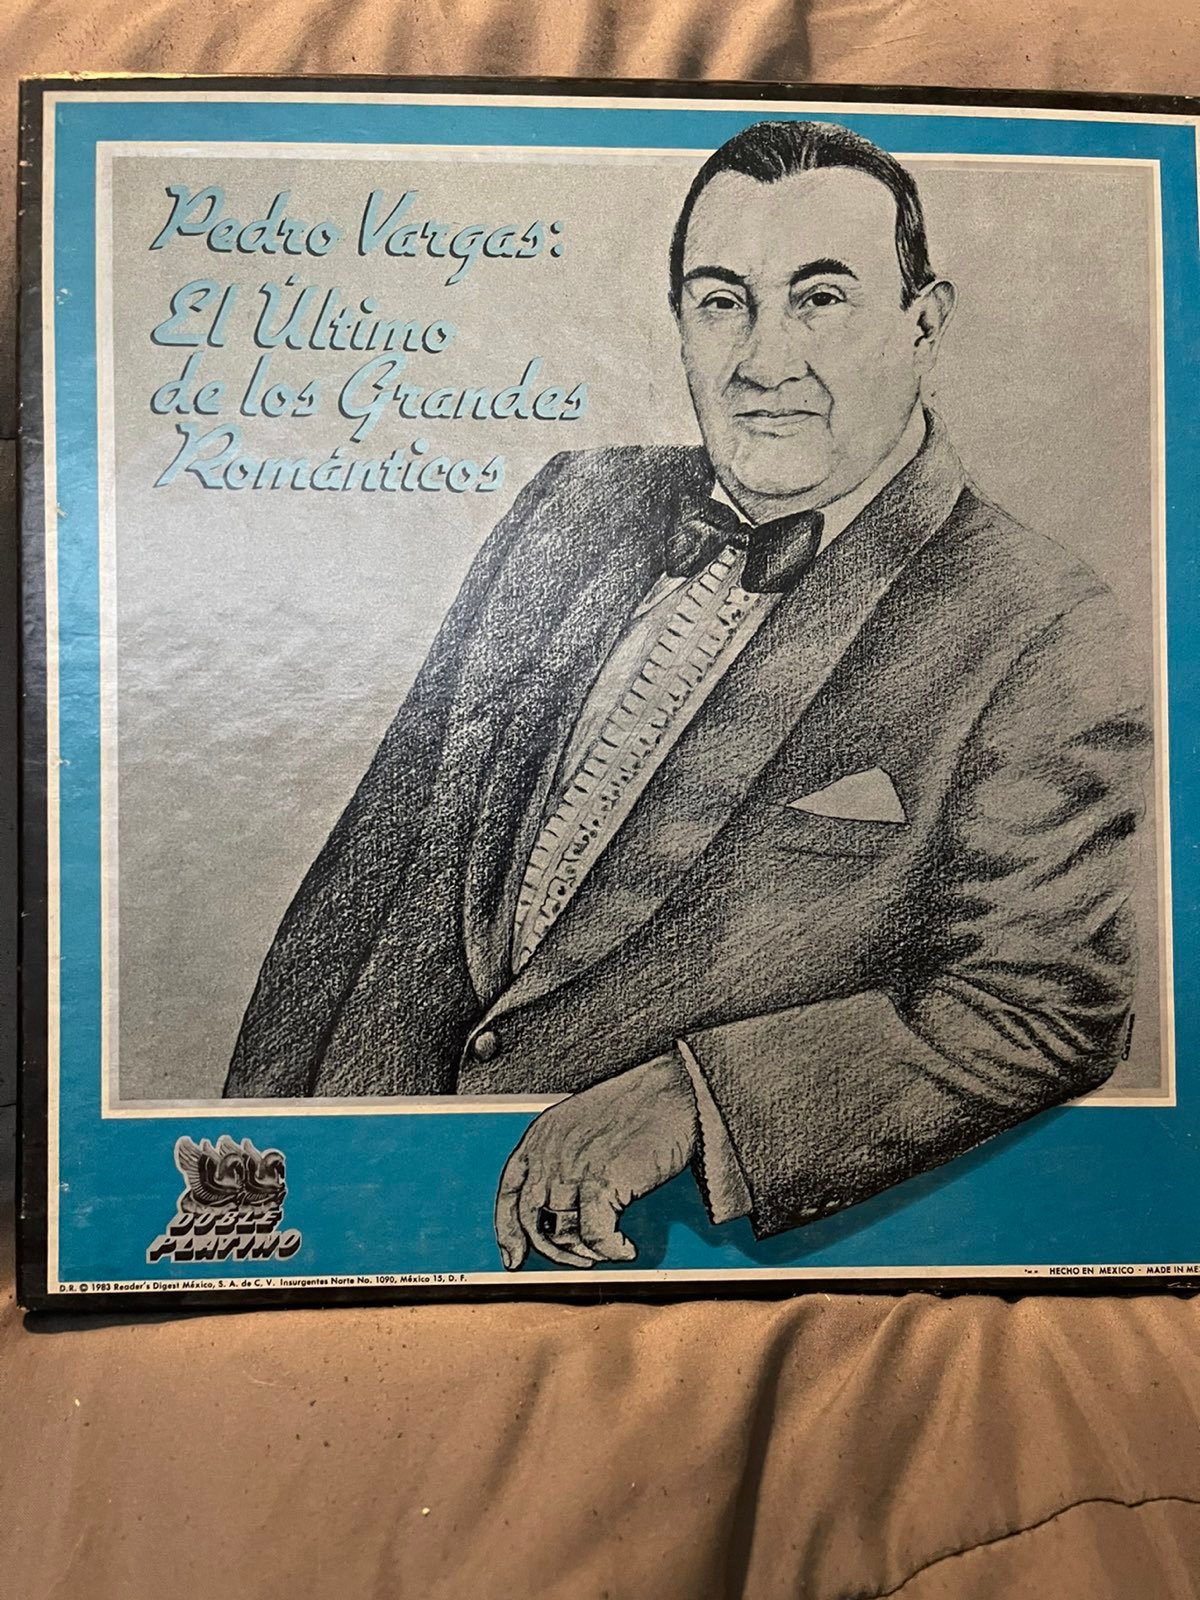 Pedro Vargas:
El Último
de los Grandes
Románticos
DOBLE
PLATINO
D.R. © 1983 Reader's Digest México, S. A. de C. V. Insurgentes Norte No. 1090, México 15, D. F.
HECHO EN MEXICO · MADE IN ME